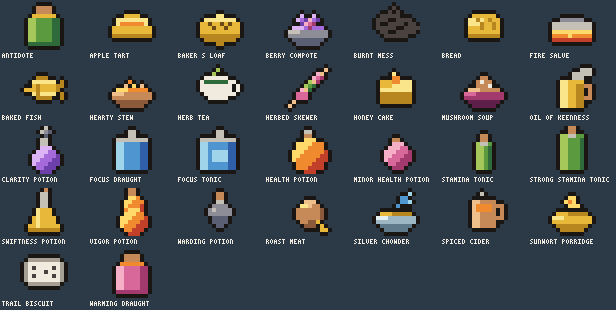 ANTIDOTE
APPLE TART
BAKER S LOAF
BERRY COMPOTE
BURNT MESS
BREAD
FIRE SALVE
BAKED FISH
HEARTY STEW
HERB TEA
HERBED SKEWER
HONEY CAKE
MUSHROOM SOUP
OIL OF KEENNESS
CLARITY POTION
FOCUS DRAUGHT
FOCUS TONIC
HEALTH POTION
MINOR HEALTH POTION
STAMINA TONIC
STRONG STAMINA TONIC
SWIFTNESS POTION
VIGOR POTION
WARDING POTION
ROAST MEAT
SILVER CHOWDER
SPICED CIDER
SUNWORT PORRIDGE
TRAIL BISCUIT
WARMING DRAUGHT